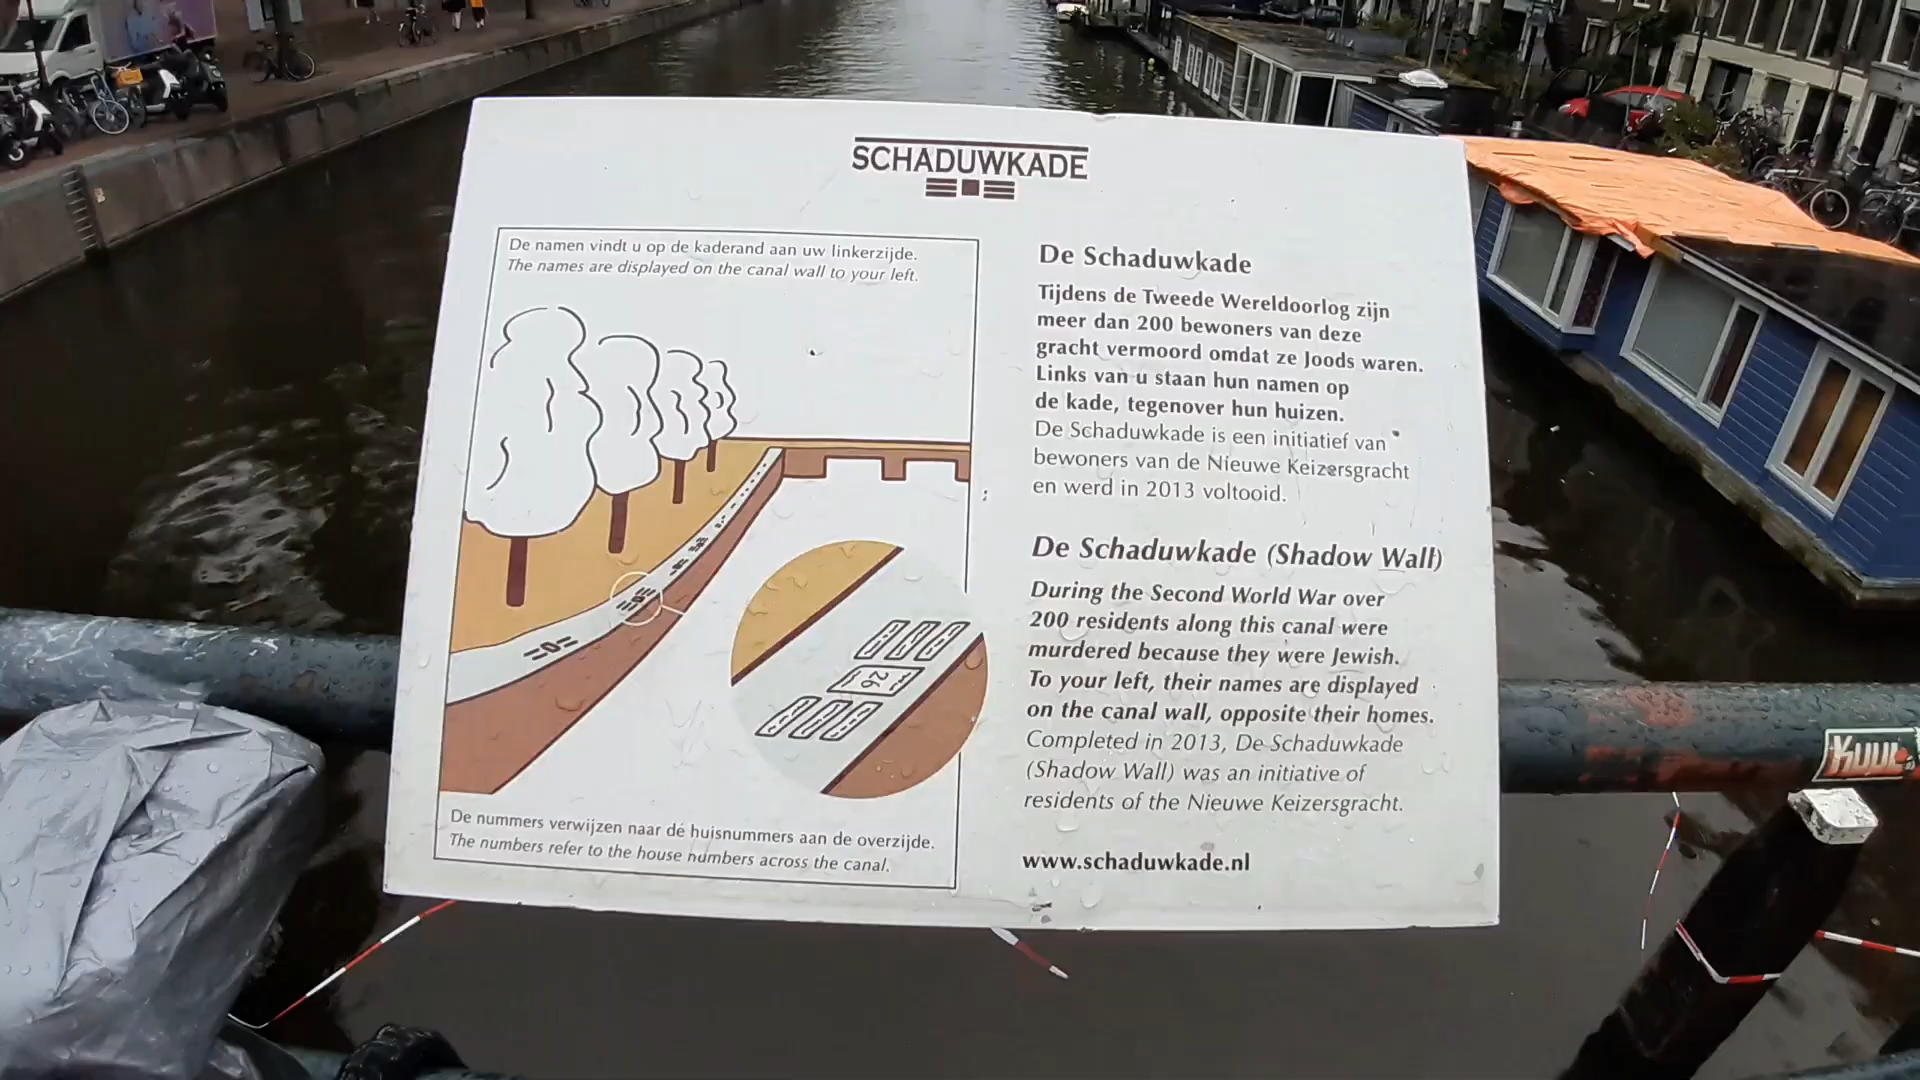 SCHADUWKADE
De namen vindt u op de kaderand aan uw linkerzijde.
The names are displayed on the canal wall to your left.
26
De nummers verwijzen naar de huisnummers aan de overzijde.
The numbers refer to the house numbers across the canal.
De Schaduwkade
Tijdens de Tweede Wereldoorlog zijn
meer dan 200 bewoners van deze
gracht vermoord omdat ze Joods waren.
Links van u staan hun namen op
de kade, tegenover hun huizen.
De Schaduwkade is een initiatief van
bewoners van de Nieuwe Keizersgracht
en werd in 2013 voltooid.
De Schaduwkade (Shadow Wall)
During the Second World War over
200 residents along this canal were
murdered because they were Jewish.
To your left, their names are displayed
on the canal wall, opposite their homes.
Completed in 2013, De Schaduwkade
(Shadow Wall) was an initiative of
residents of the Nieuwe Keizersgracht.
www.schaduwkade.nl